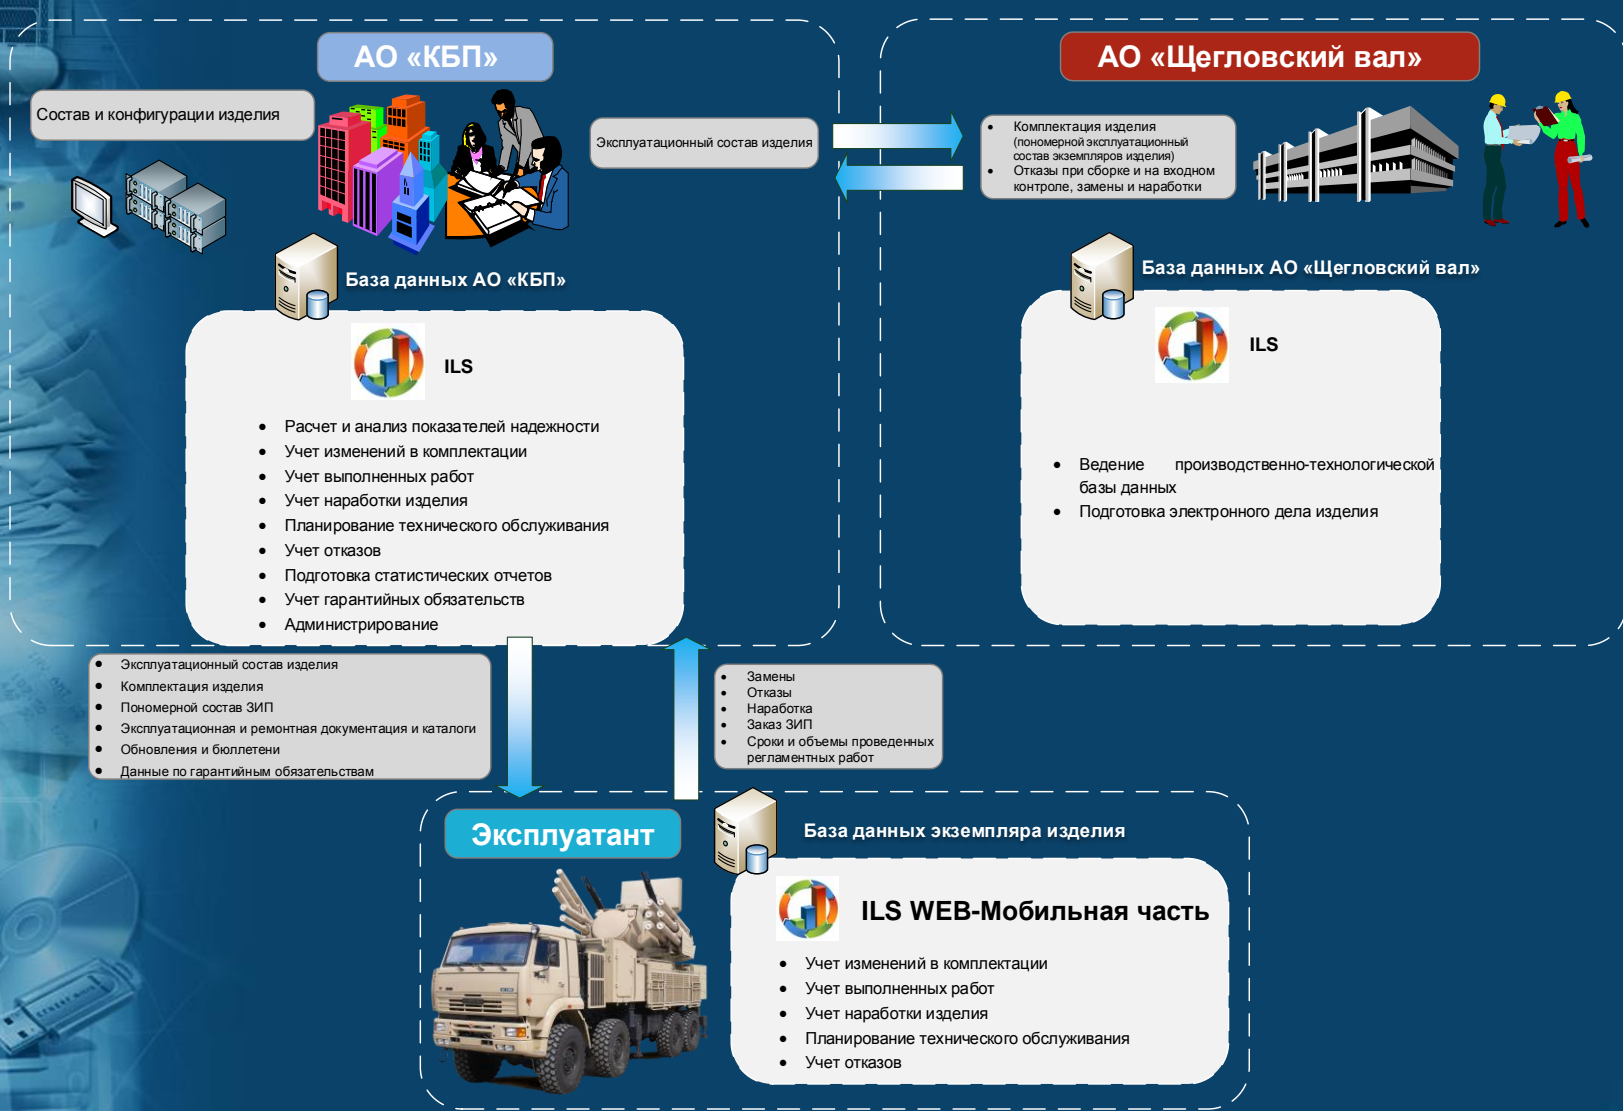 АО «КБП»
АО «Щегловский вал»
Состав и конфигурации изделия
Эксплуатационный состав изделия
• Комплектация изделия
(пономерной эксплуатационный
состав экземпляров изделия)
• Отказы при сборке и на входном
контроле, замены и наработки
База данных АО «КБП»
База данных АО «Щегловский вал»
ILS
• Расчет и анализ показателей надежности
• Учет изменений в комплектации
• Учет выполненных работ
• Учет наработки изделия
• Планирование технического обслуживания
• Учет отказов
• Подготовка статистических отчетов
• Учет гарантийных обязательств
• Администрирование
ILS
• Ведение производственно-технологической
базы данных
• Подготовка электронного дела изделия
• Эксплуатационный состав изделия
• Комплектация изделия
• Пономерной состав ЗИП
• Эксплуатационная и ремонтная документация и каталоги
• Обновления и бюллетени
• Данные по гарантийным обязательствам
• Замены
• Отказы
• Наработка
• Заказ ЗИП
• Сроки и объемы проведенных
регламентных работ
Эксплуатант
База данных экземпляра изделия
ILS WEB-Мобильная часть
• Учет изменений в комплектации
• Учет выполненных работ
• Учет наработки изделия
• Планирование технического обслуживания
• Учет отказов